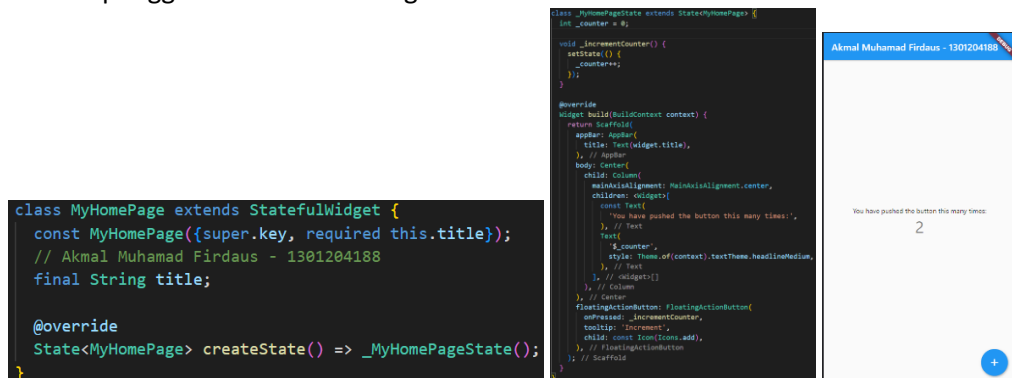 class MyHomePage extends StatefulWidget {
const MyHomePage({super.key, required this.title});
// Akmal Muhamad Firdaus - 1301204188
final String title;
@override
State<MyHomePage> createState() => _MyHomePageState();
}
class _MyHomePageState extends State<MyHomePage> {
int _counter = 0;
void _incrementCounter() {
setState(() {
_counter++;
});
}
@override
Widget build(BuildContext context) {
return Scaffold(
appBar: AppBar(
title: Text(widget.title),
), // AppBar
body: Center(
child: Column(
mainAxisAlignment: MainAxisAlignment.center,
children: <Widget>[
const Text(
'You have pushed the button this many times:',
), // Text
Text(
'$_counter',
style: Theme.of(context).textTheme.headlineMedium,
), // Text
], // <Widget>[]
), // Column
), // Center
floatingActionButton: FloatingActionButton(
onPressed: _incrementCounter,
tooltip: 'Increment',
child: const Icon(Icons.add),
), // FloatingActionButton
); // Scaffold
}
}
Akmal Muhamad Firdaus - 1301204188
DEBUG
You have pushed the button this many times:
2
+